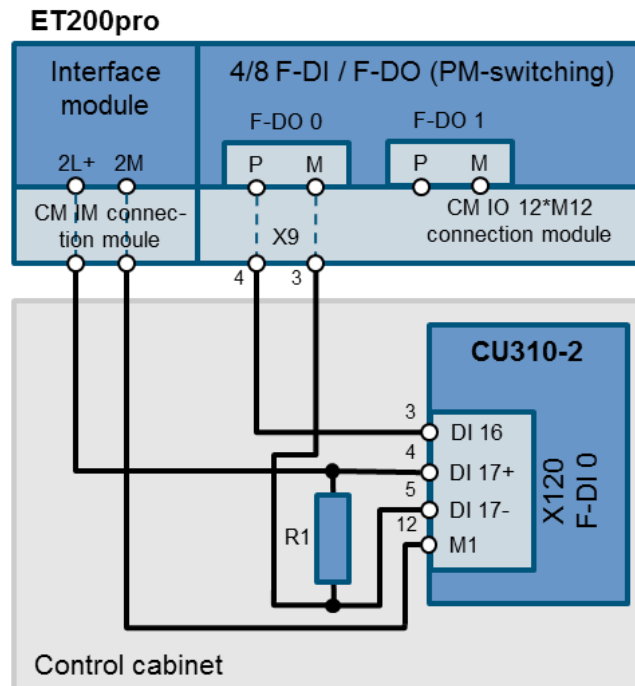 ET200pro
Interface
module
4/8 F-DI / F-DO (PM-switching)
F-DO 0
F-DO 1
2L+
2M
P
M
P
M
CM IM connec-
tion moule
X9
CM IO 12*M12
connection module
4
3
CU310-2
3
DI 16
4
DI 17+
5
DI 17-
12
M1
X120
F-DI 0
R1
Control cabinet